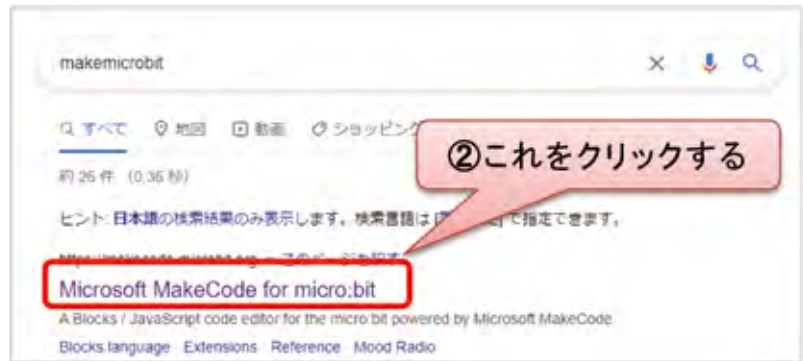 makemicrobit
すべて 地図 動画 ショッピング
②これをクリックする
約 26 件 (0.35 秒)
ヒント: 日本語の検索結果のみ表示します。検索言語は で指定できます。
Microsoft MakeCode for micro:bit
A Blocks / JavaScript code editor for the micro:bit powered by Microsoft MakeCode.
Blocks language Extensions Reference Mood Radio